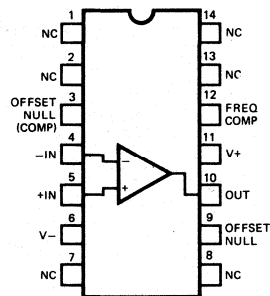 1
14
NC
NC
2
13
NC
NC
OFFSET
NULL
(COMP)
3
12
FREQ
COMP
4
11
–IN
V+
–
5
10
+IN
OUT
+
6
9
V–
OFFSET
NULL
7
8
NC
NC